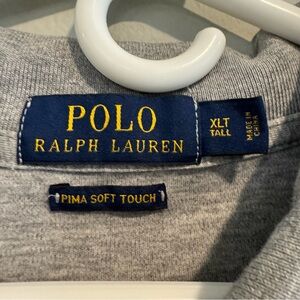 POLO
RALPH LAUREN
XLT
TALL
MADE IN
CHINA
PIMA SOFT TOUCH